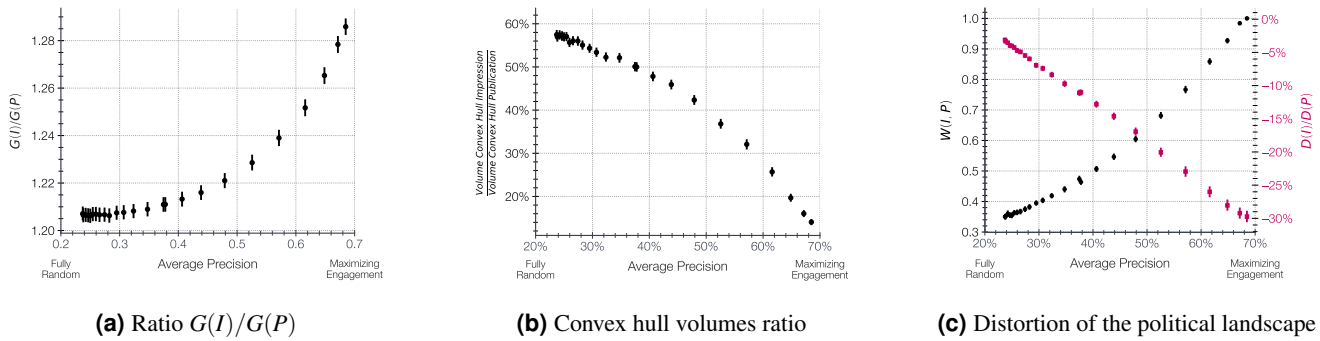 G(I)/G(P)
1.28
1.26
1.24
1.22
1.20
0.2 0.3 0.4 0.5 0.6 0.7
Fully
Random
Average Precision
Maximizing
Engagement
(a) Ratio G(I)/G(P)
Volume Convex Hull Impression
Volume Convex Hull Publication
60%
50%
40%
30%
20%
20% 30% 40% 50% 60% 70%
Fully
Random
Average Precision
Maximizing
Engagement
(b) Convex hull volumes ratio
W(I, P)
1.0
0.9
0.8
0.7
0.6
0.5
0.4
0.3
0%
−5%
−10%
−15%
−20%
−25%
−30%
D(I)/D(P)
20% 30% 40% 50% 60% 70%
Fully
Random
Average Precision
Maximizing
Engagement
(c) Distortion of the political landscape